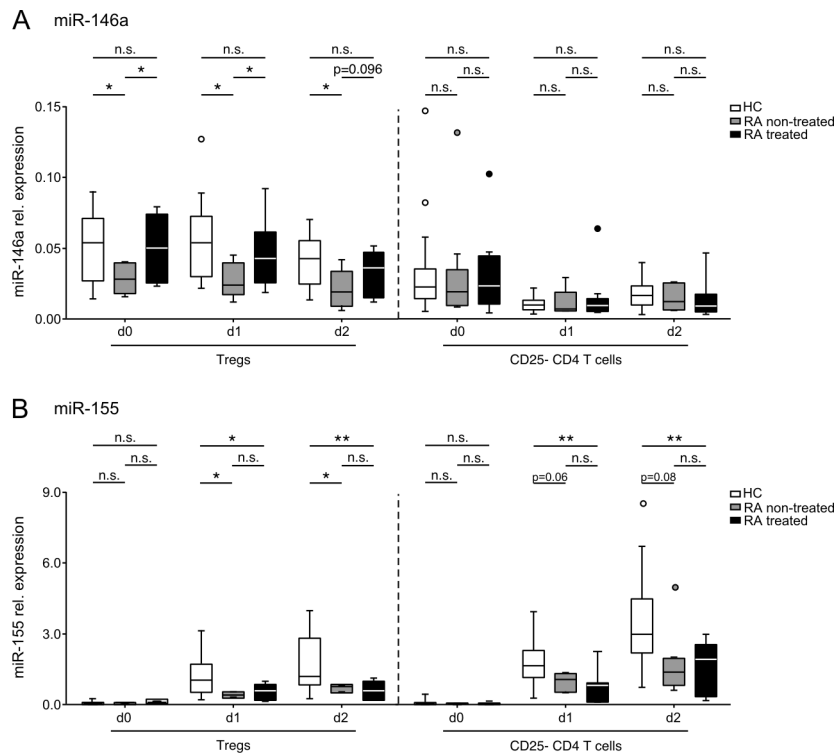 A miR-146a
n.s. n.s. n.s. n.s. n.s. n.s.
* * p=0.096 n.s. n.s. n.s.
* * * n.s. n.s. n.s.
0.15
0.10
0.05
0.00
miR-146a rel. expression
HC
RA non-treated
RA treated
d0 d1 d2 d0 d1 d2
Tregs CD25- CD4 T cells
B miR-155
n.s. * ** n.s. ** **
n.s. n.s. n.s. n.s. n.s. n.s.
n.s. * * n.s. p=0.06 p=0.08
9.0
6.0
3.0
0.0
miR-155 rel. expression
HC
RA non-treated
RA treated
d0 d1 d2 d0 d1 d2
Tregs CD25- CD4 T cells